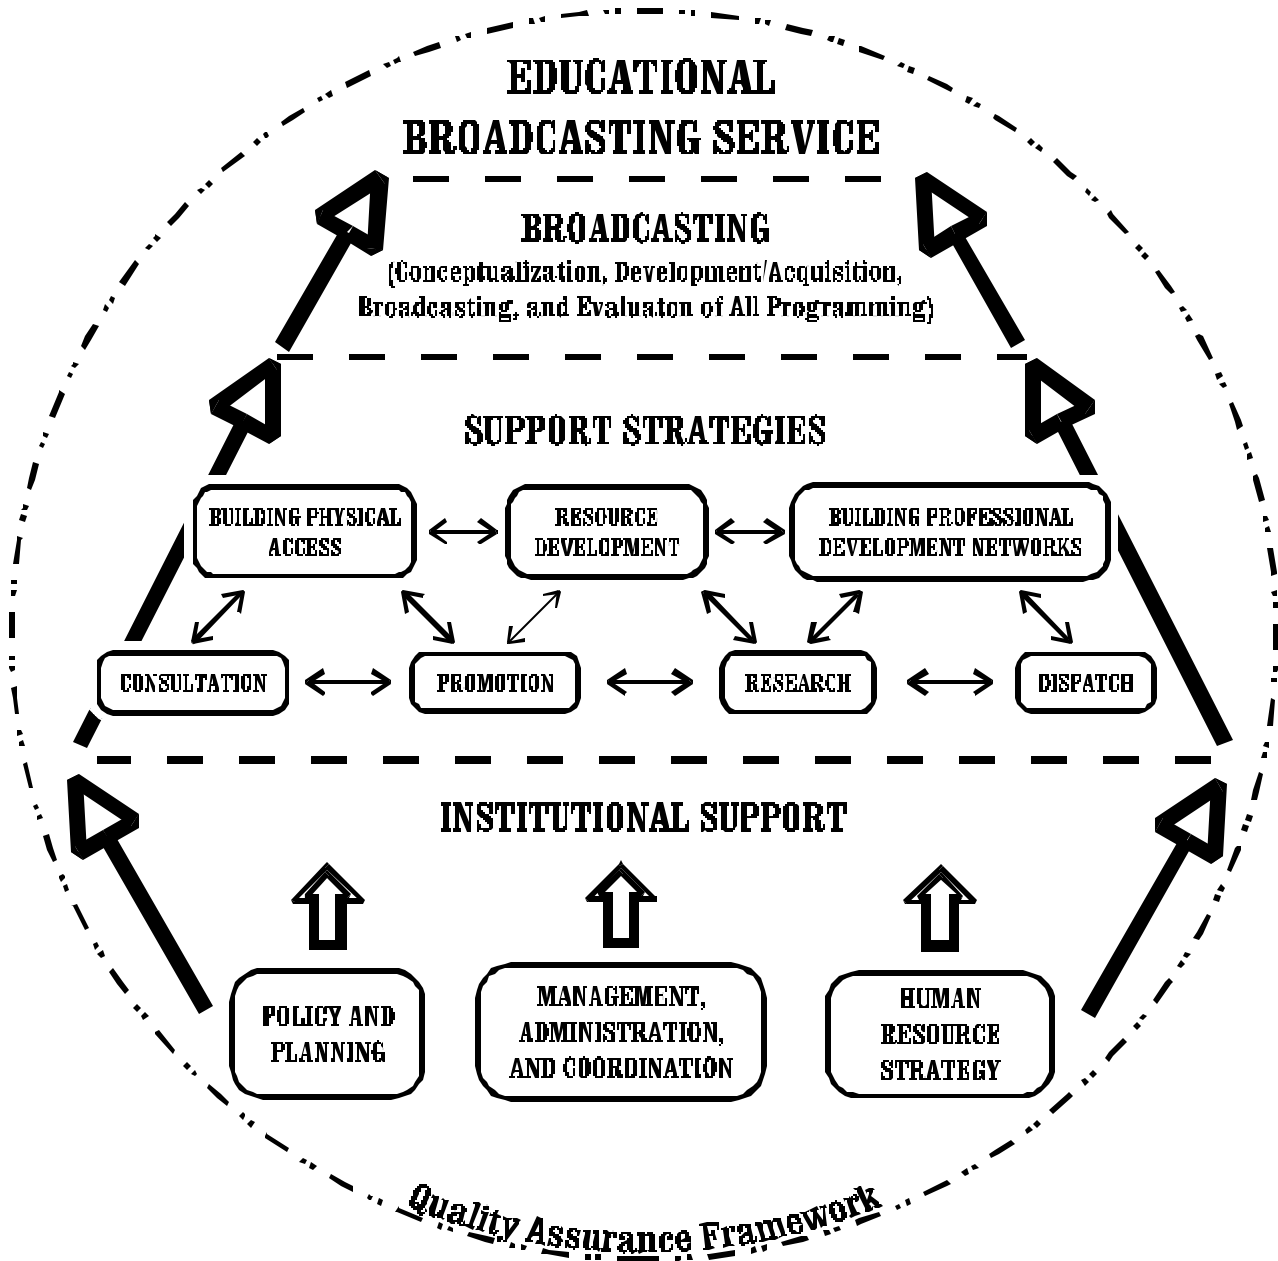 EDUCATIONAL
BROADCASTING SERVICE
BROADCASTING
(Conceptualization, Development/Acquisition,
Broadcasting, and Evaluaton of All Programming)
SUPPORT STRATEGIES
BUILDING PHYSICAL
ACCESS
RESOURCE
DEVELOPMENT
BUILDING PROFESSIONAL
DEVELOPMENT NETWORKS
CONSULTATION
PROMOTION
RESEARCH
DISPATCH
INSTITUTIONAL SUPPORT
POLICY AND
PLANNING
MANAGEMENT,
ADMINISTRATION,
AND COORDINATION
HUMAN
RESOURCE
STRATEGY
Quality Assurance Framework